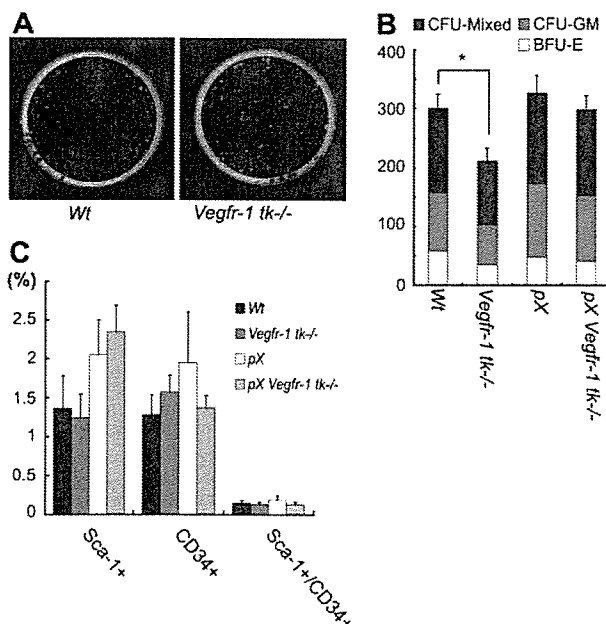 A
Wt
Vegfr-1 tk-/-
B
CFU-Mixed
CFU-GM
BFU-E
400
300
200
100
0
*
Wt
Vegfr-1 tk-/-
pX
pX Vegfr-1 tk-/-
C
(%)
2.5
2
1.5
1
0.5
0
Wt
Vegfr-1 tk-/-
pX
pX Vegfr-1 tk-/-
Sca-1+
CD34+
Sca-1+/CD34+